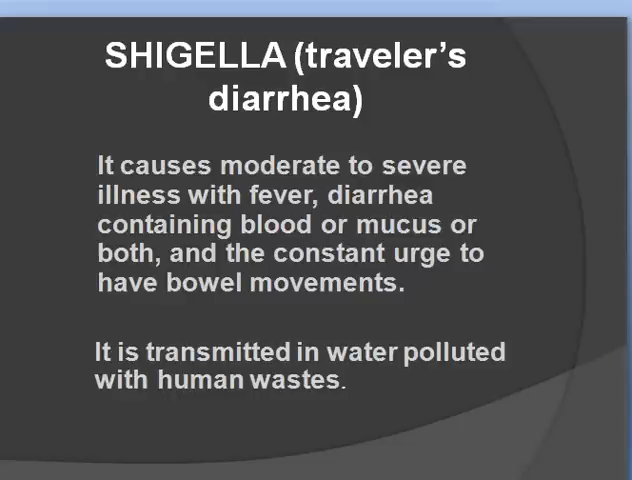 SHIGELLA (traveler's
diarrhea)
It causes moderate to severe
illness with fever, diarrhea
containing blood or mucus or
both, and the constant urge to
have bowel movements.
It is transmitted in water polluted
with human wastes.